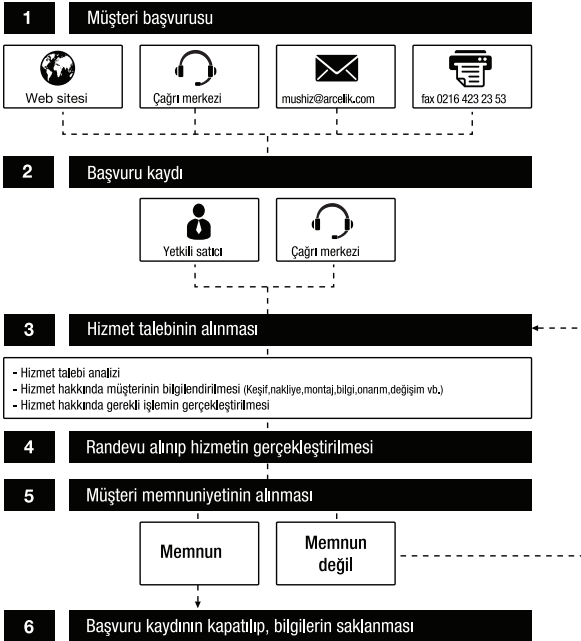 1 Müşteri başvurusu
Web sitesi
Çağrı merkezi
mushiz@arcelik.com
fax 0216 423 23 53
2 Başvuru kaydı
Yetkili satıcı
Çağrı merkezi
3 Hizmet talebinin alınması
- Hizmet talebi analizi
- Hizmet hakkında müşterinin bilgilendirilmesi (Keşif,nakliye,montaj,bilgi,onarım,değişim vb.)
- Hizmet hakkında gerekli işlemin gerçekleştirilmesi
4 Randevu alınıp hizmetin gerçekleştirilmesi
5 Müşteri memnuniyetinin alınması
Memnun
Memnun
değil
6 Başvuru kaydının kapatılıp, bilgilerin saklanması